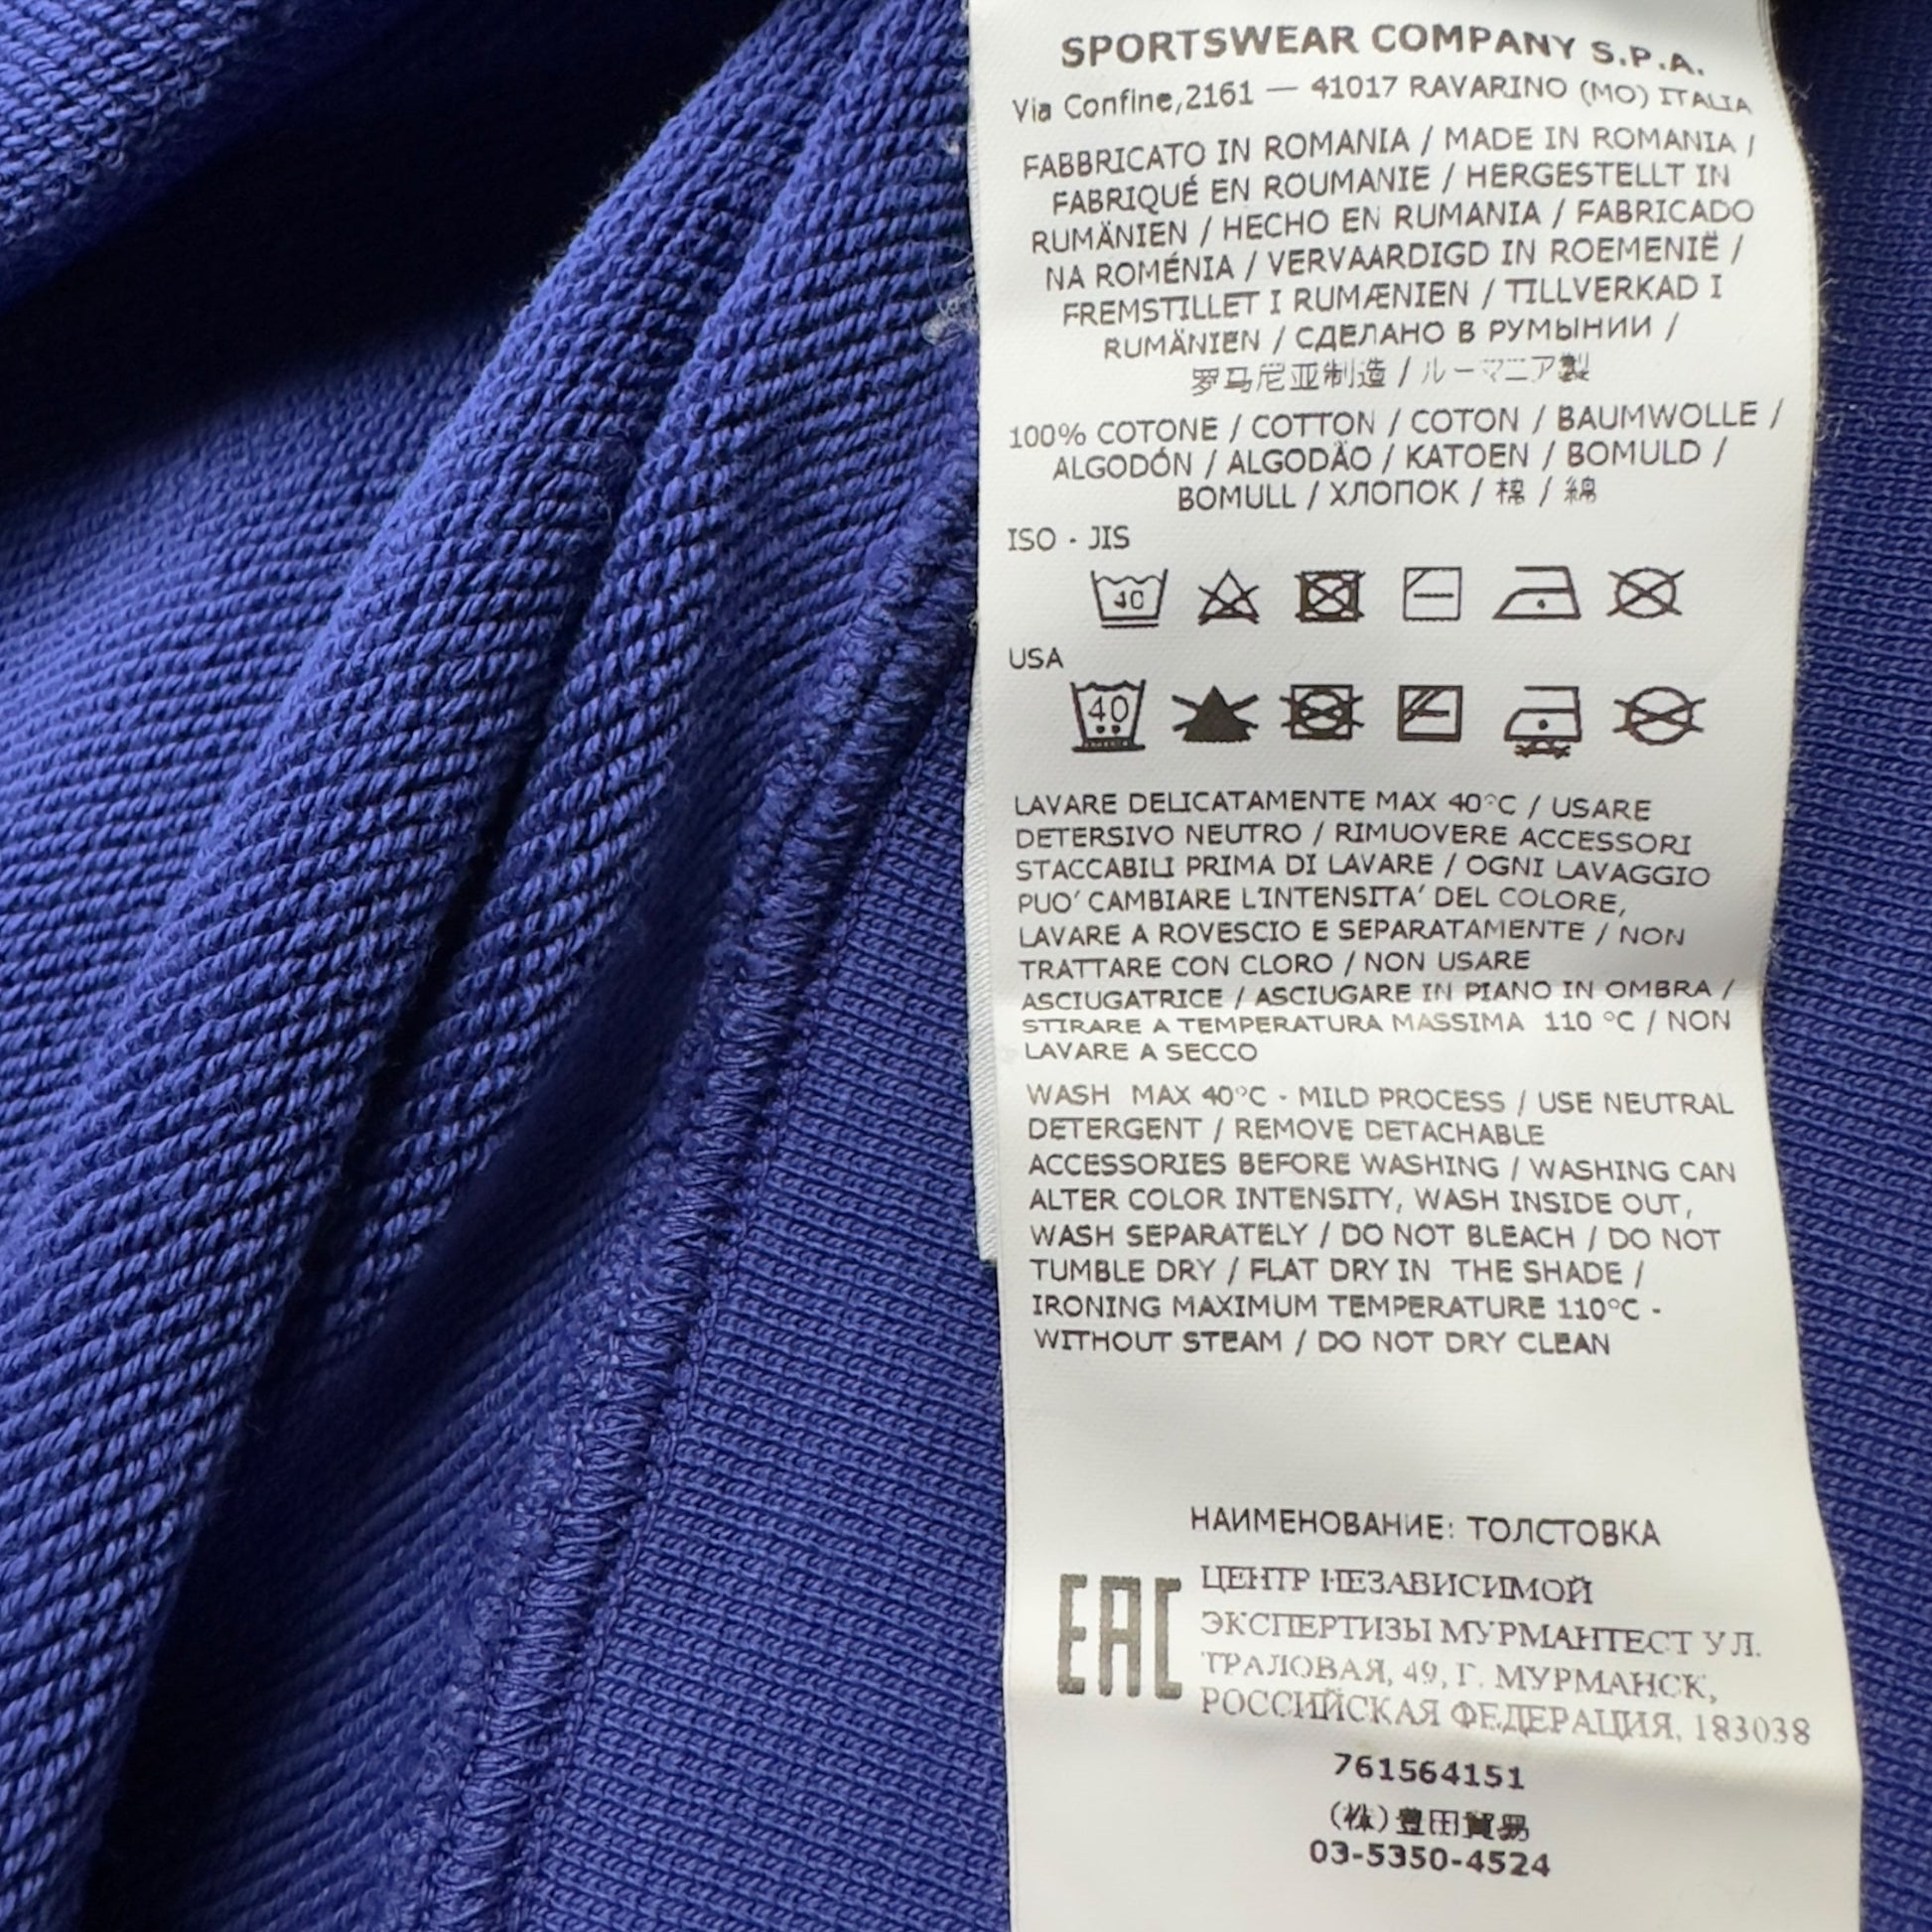 SPORTSWEAR COMPANY S.P.A.
Via Confine,2161 — 41017 RAVARINO (MO) ITALIA
FABBRICATO IN ROMANIA / MADE IN ROMANIA /
FABRIQUÉ EN ROUMANIE / HERGESTELLT IN
RUMÄNIEN / HECHO EN RUMANIA / FABRICADO
NA ROMÉNIA / VERVAARDIGD IN ROEMENIË /
FREMSTILLET I RUMÆNIEN / TILLVERKAD I
RUMÄNIEN / СДЕЛАНО В РУМЫНИИ /
罗马尼亚制造 / ルーマニア製
100% COTONE / COTTON / COTON / BAUMWOLLE /
ALGODÓN / ALGODÃO / KATOEN / BOMULD /
BOMULL / ХЛОПОК / 棉 / 綿
ISO - JIS
40
USA
40
LAVARE DELICATAMENTE MAX 40°C / USARE
DETERSIVO NEUTRO / RIMUOVERE ACCESSORI
STACCABILI PRIMA DI LAVARE / OGNI LAVAGGIO
PUO' CAMBIARE L'INTENSITA' DEL COLORE,
LAVARE A ROVESCIO E SEPARATAMENTE / NON
TRATTARE CON CLORO / NON USARE
ASCIUGATRICE / ASCIUGARE IN PIANO IN OMBRA /
STIRARE A TEMPERATURA MASSIMA 110 °C / NON
LAVARE A SECCO
WASH MAX 40°C - MILD PROCESS / USE NEUTRAL
DETERGENT / REMOVE DETACHABLE
ACCESSORIES BEFORE WASHING / WASHING CAN
ALTER COLOR INTENSITY, WASH INSIDE OUT,
WASH SEPARATELY / DO NOT BLEACH / DO NOT
TUMBLE DRY / FLAT DRY IN THE SHADE /
IRONING MAXIMUM TEMPERATURE 110°C -
WITHOUT STEAM / DO NOT DRY CLEAN
НАИМЕНОВАНИЕ: ТОЛСТОВКА
EAC
ЦЕНТР НЕЗАВИСИМОЙ
ЭКСПЕРТИЗЫ МУРМАНТЕСТ УЛ.
ТРАЛОВАЯ, 49, Г. МУРМАНСК,
РОССИЙСКАЯ ФЕДЕРАЦИЯ, 183038
761564151
(株)豊田貿易
03-5350-4524